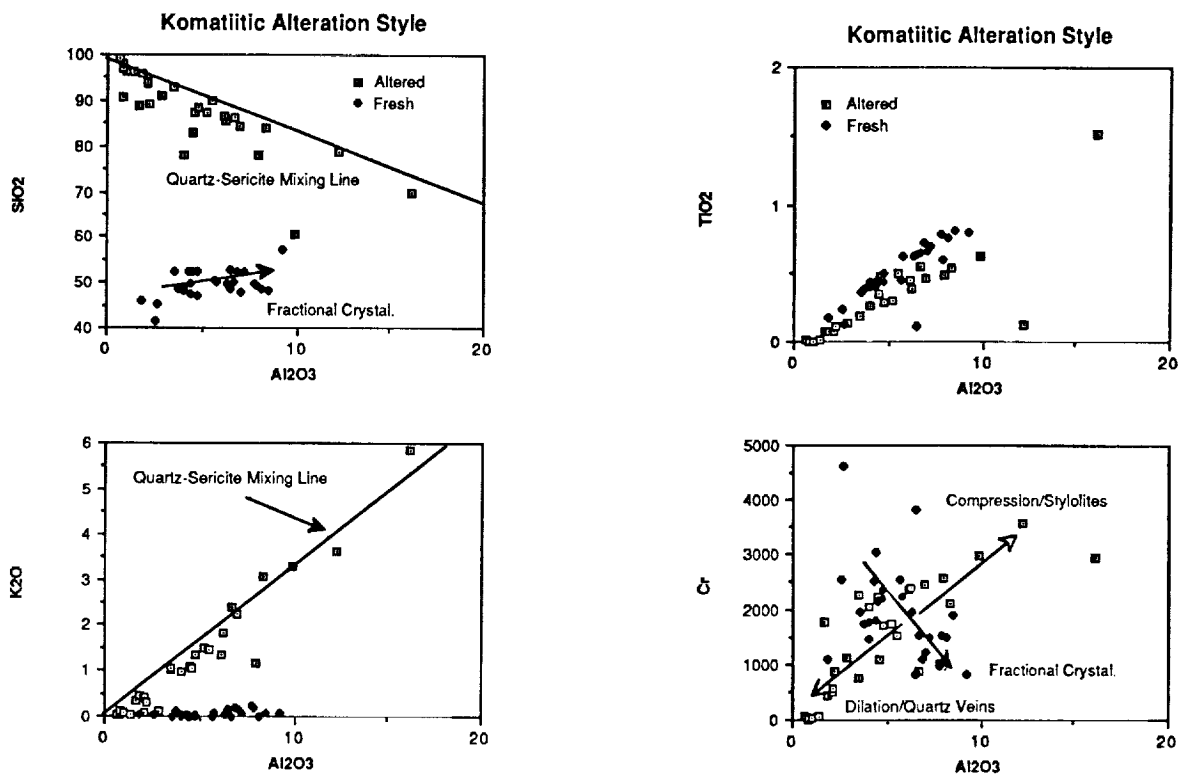 Komatiitic Alteration Style
100
90
80
70
60
50
40
SiO2
Altered
Fresh
Quartz-Sericite Mixing Line
Fractional Crystal.
0
10
20
Al2O3
Komatiitic Alteration Style
2
1
0
TiO2
Altered
Fresh
0
10
20
Al2O3
6
5
4
3
2
1
0
K2O
Quartz-Sericite Mixing Line
0
10
20
Al2O3
5000
4000
3000
2000
1000
0
Cr
Compression/Stylolites
Fractional Crystal.
Dilation/Quartz Veins
0
10
20
Al2O3